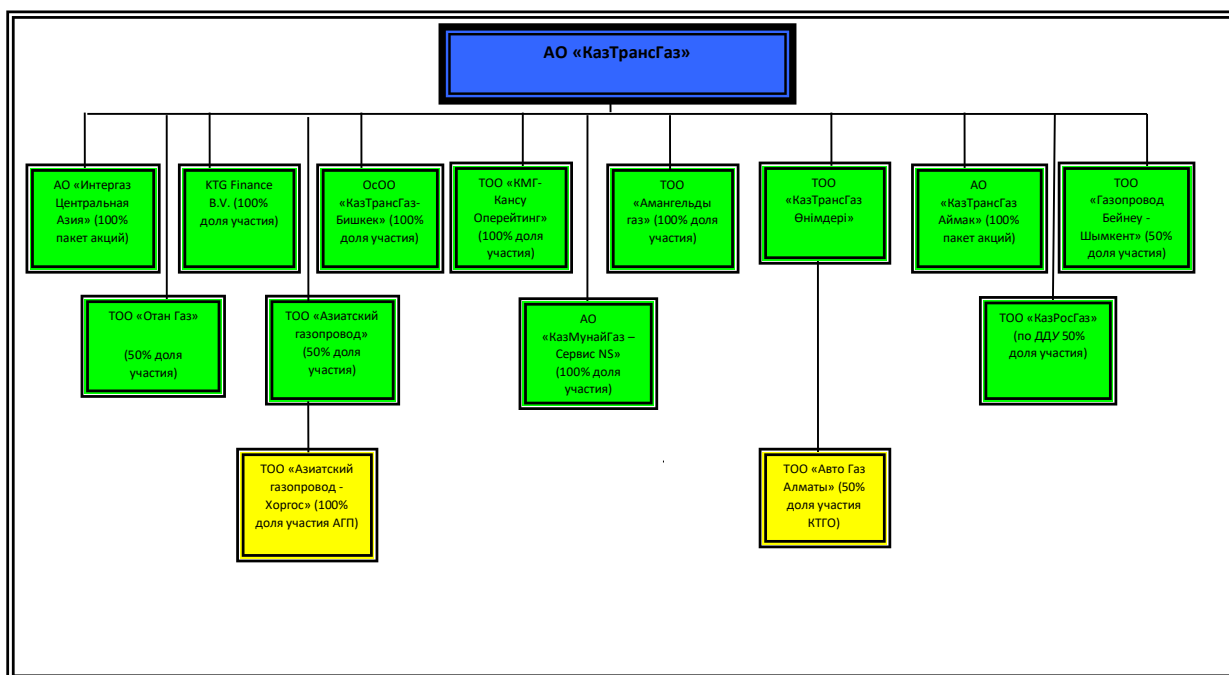 АО «КазТрансГаз»
АО «Интергаз
Центральная
Азия» (100%
пакет акций)
KTG Finance
B.V. (100%
доля участия)
ОсОО
«КазТрансГаз-
Бишкек» (100%
доля участия)
ТОО «КМГ-
Кансу
Оперейтинг»
(100% доля
участия)
ТОО
«Амангельды
газ» (100% доля
участия)
ТОО
«КазТрансГаз
Өнімдері»
АО
«КазТрансГаз
Аймак» (100%
пакет акций)
ТОО
«Газопровод
Бейнеу -
Шымкент» (50%
доля участия)
ТОО «Отан Газ»
(50% доля
участия)
ТОО «Азиатский
газопровод»
(50% доля
участия)
АО
«КазМунайГаз –
Сервис NS»
(100% доля
участия)
ТОО «КазРосГаз»
(по ДДУ 50%
доля участия)
ТОО «Азиатский
газопровод -
Хоргос» (100%
доля участия АГП)
ТОО «Авто Газ
Алматы» (50%
доля участия
КТГО)